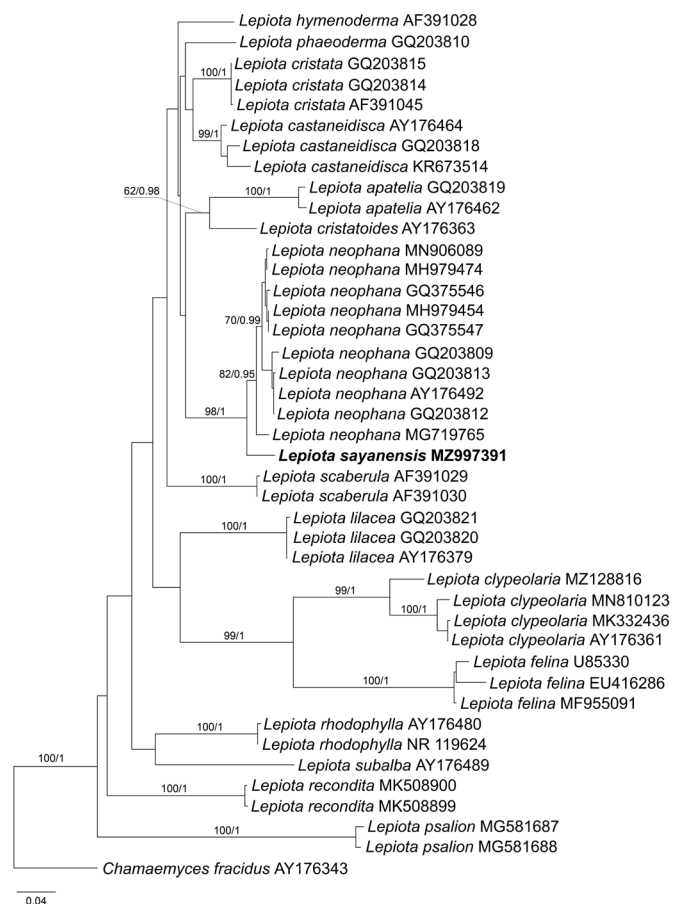 Lepiota hymenoderma AF391028
Lepiota phaeoderma GQ203810
Lepiota cristata GQ203815
100/1
Lepiota cristata GQ203814
Lepiota cristata AF391045
Lepiota castaneidisca AY176464
99/1
Lepiota castaneidisca GQ203818
Lepiota castaneidisca KR673514
Lepiota apatelia GQ203819
62/0.98
100/1
Lepiota apatelia AY176462
Lepiota cristatoides AY176363
Lepiota neophana MN906089
Lepiota neophana MH979474
Lepiota neophana GQ375546
Lepiota neophana MH979454
70/0.99
Lepiota neophana GQ375547
Lepiota neophana GQ203809
82/0.95
Lepiota neophana GQ203813
Lepiota neophana AY176492
98/1
Lepiota neophana GQ203812
Lepiota neophana MG719765
Lepiota sayanensis MZ997391
Lepiota scaberula AF391029
100/1
Lepiota scaberula AF391030
Lepiota lilacea GQ203821
100/1
Lepiota lilacea GQ203820
Lepiota lilacea AY176379
Lepiota clypeolaria MZ128816
99/1
Lepiota clypeolaria MN810123
100/1
Lepiota clypeolaria MK332436
99/1
Lepiota clypeolaria AY176361
Lepiota felina U85330
100/1
Lepiota felina EU416286
Lepiota felina MF955091
Lepiota rhodophylla AY176480
100/1
Lepiota rhodophylla NR 119624
Lepiota subalba AY176489
100/1
Lepiota recondita MK508900
100/1
Lepiota recondita MK508899
Lepiota psalion MG581687
100/1
Lepiota psalion MG581688
Chamaemyces fracidus AY176343
0.04